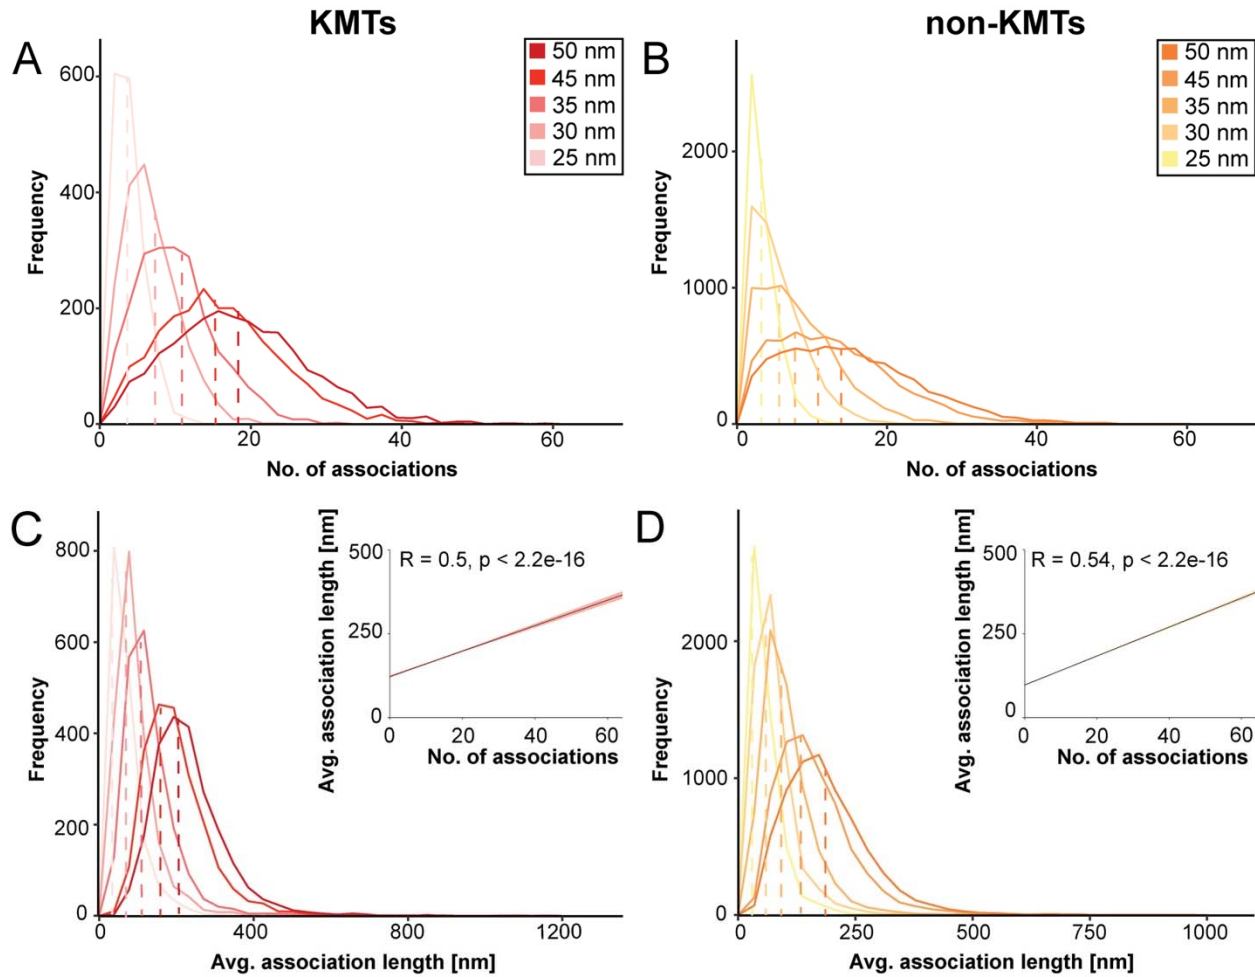 KMTs
non-KMTs
A
600
400
200
0
Frequency
0 20 40 60
No. of associations
50 nm
45 nm
35 nm
30 nm
25 nm
B
2000
1000
0
Frequency
0 20 40 60
No. of associations
50 nm
45 nm
35 nm
30 nm
25 nm
C
800
600
400
200
0
Frequency
0 400 800 1200
Avg. association length [nm]
Avg. association length [nm]
500
250
0
R = 0.5, p < 2.2e-16
0 20 40 60
No. of associations
D
2000
1000
0
Frequency
0 250 500 750 1000
Avg. association length [nm]
Avg. association length [nm]
500
250
0
R = 0.54, p < 2.2e-16
0 20 40 60
No. of associations